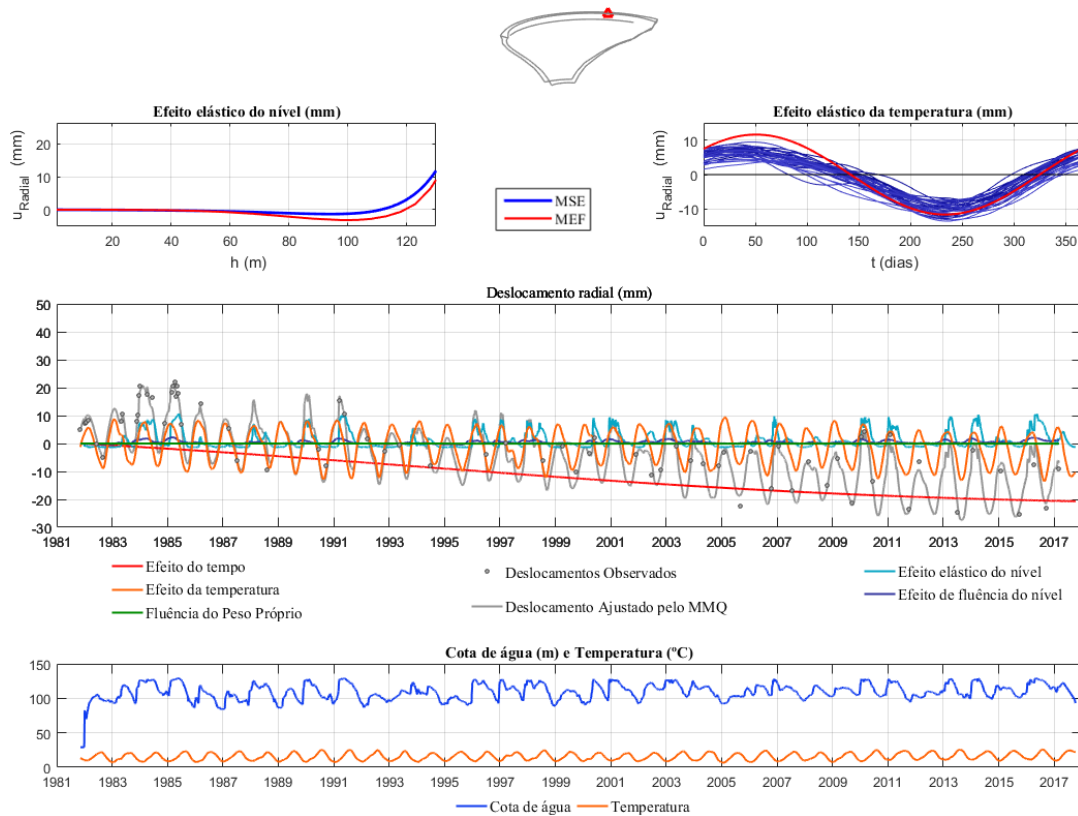 Efeito elástico do nível (mm)
u Radial (mm)
20
10
0
20 40 60 80 100 120
h (m)
MSE
MEF
Efeito elástico da temperatura (mm)
u Radial (mm)
10
0
-10
0 50 100 150 200 250 300 350
t (dias)
Deslocamento radial (mm)
50
40
30
20
10
0
-10
-20
-30
1981 1983 1985 1987 1989 1991 1993 1995 1997 1999 2001 2003 2005 2007 2009 2011 2013 2015 2017
Efeito do tempo
Efeito da temperatura
Fluência do Peso Próprio
Deslocamentos Observados
Deslocamento Ajustado pelo MMQ
Efeito elástico do nível
Efeito de fluência do nível
Cota de água (m) e Temperatura (ºC)
150
100
50
0
1981 1983 1985 1987 1989 1991 1993 1995 1997 1999 2001 2003 2005 2007 2009 2011 2013 2015 2017
Cota de água Temperatura